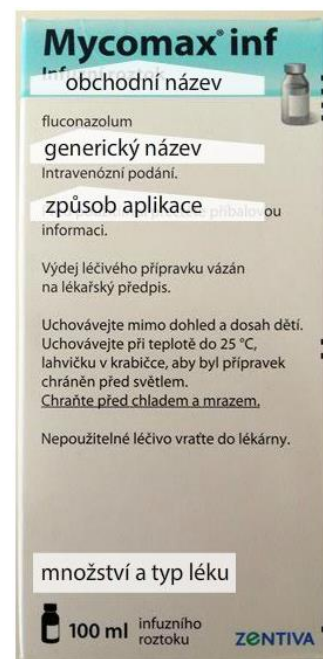 Mycomax® inf
obchodní název
fluconazolum
generický název
Intravenózní podání.
způsob aplikace
příbalovou
informaci.
Výdej léčivého přípravku vázán
na lékařský předpis.
Uchovávejte mimo dohled a dosah dětí.
Uchovávejte při teplotě do 25 °C,
lahvičku v krabičce, aby byl přípravek
chráněn před světlem.
Chraňte před chladem a mrazem.
Nepoužitelné léčivo vraťte do lékárny.
množství a typ léku
100 ml infuzního
roztoku
ZENTIVA